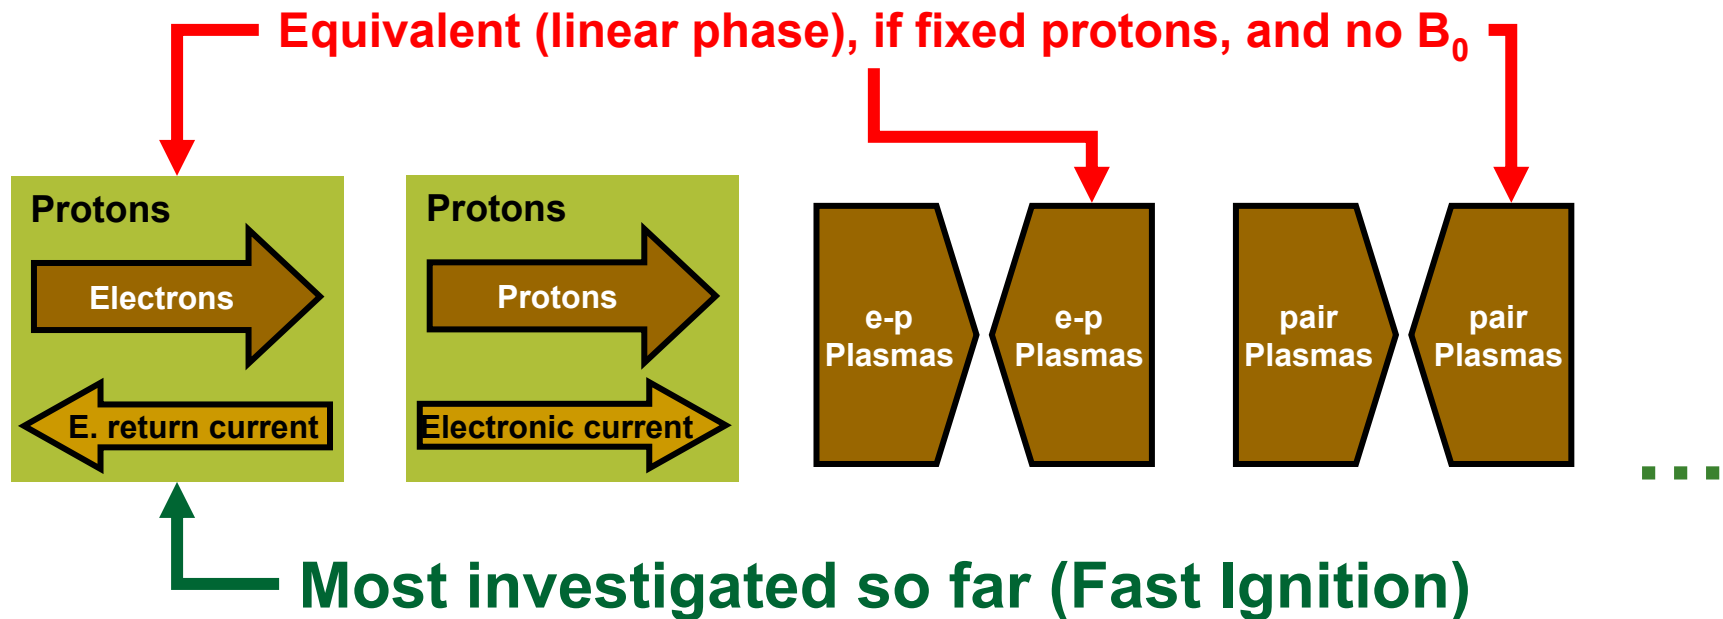 Equivalent (linear phase), if fixed protons, and no B₀
Protons
Electrons
E. return current
Protons
Protons
Electronic current
e-p
Plasmas
e-p
Plasmas
pair
Plasmas
pair
Plasmas
...
Most investigated so far (Fast Ignition)